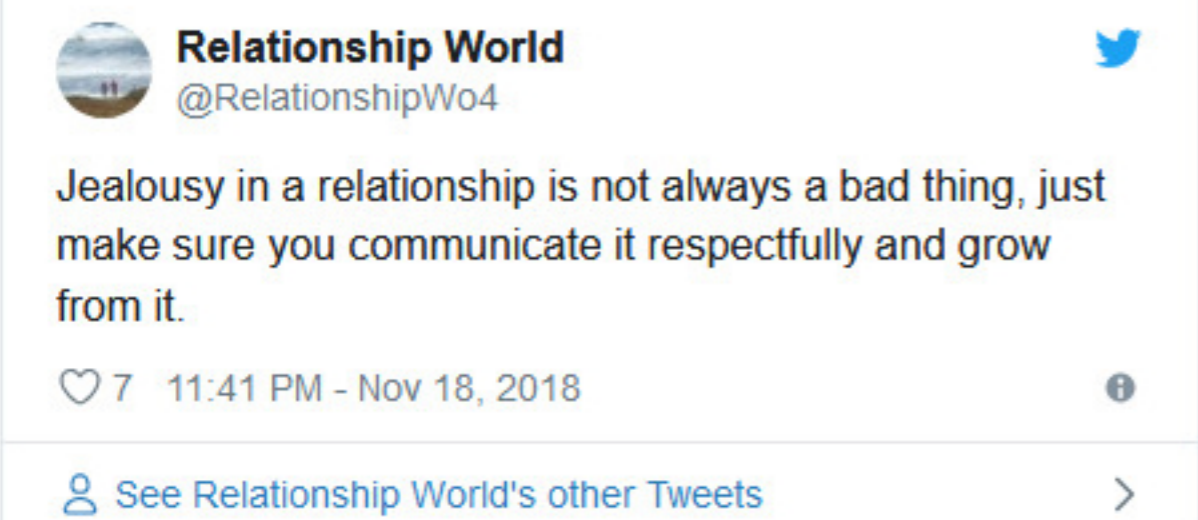 Relationship World
@RelationshipWo4
Jealousy in a relationship is not always a bad thing, just
make sure you communicate it respectfully and grow
from it.
7 11:41 PM - Nov 18, 2018
See Relationship World's other Tweets